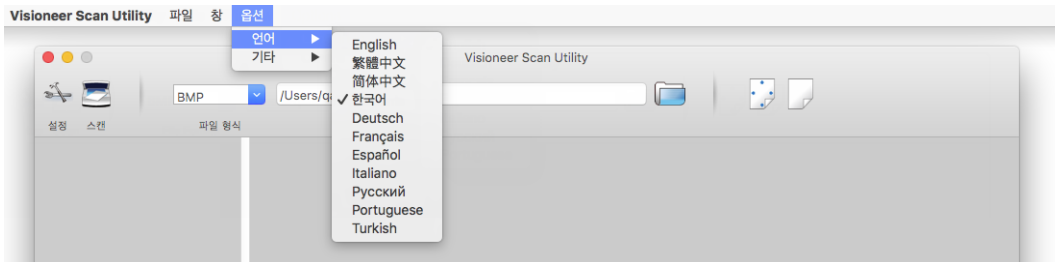 Visioneer Scan Utility 파일 창 옵션
언어 ▶
기타 ▶
English
繁體中文
简体中文
✓ 한국어
Deutsch
Français
Español
Italiano
Русский
Portuguese
Turkish
Visioneer Scan Utility
BMP
/Users/q
설정 스캔 파일 형식